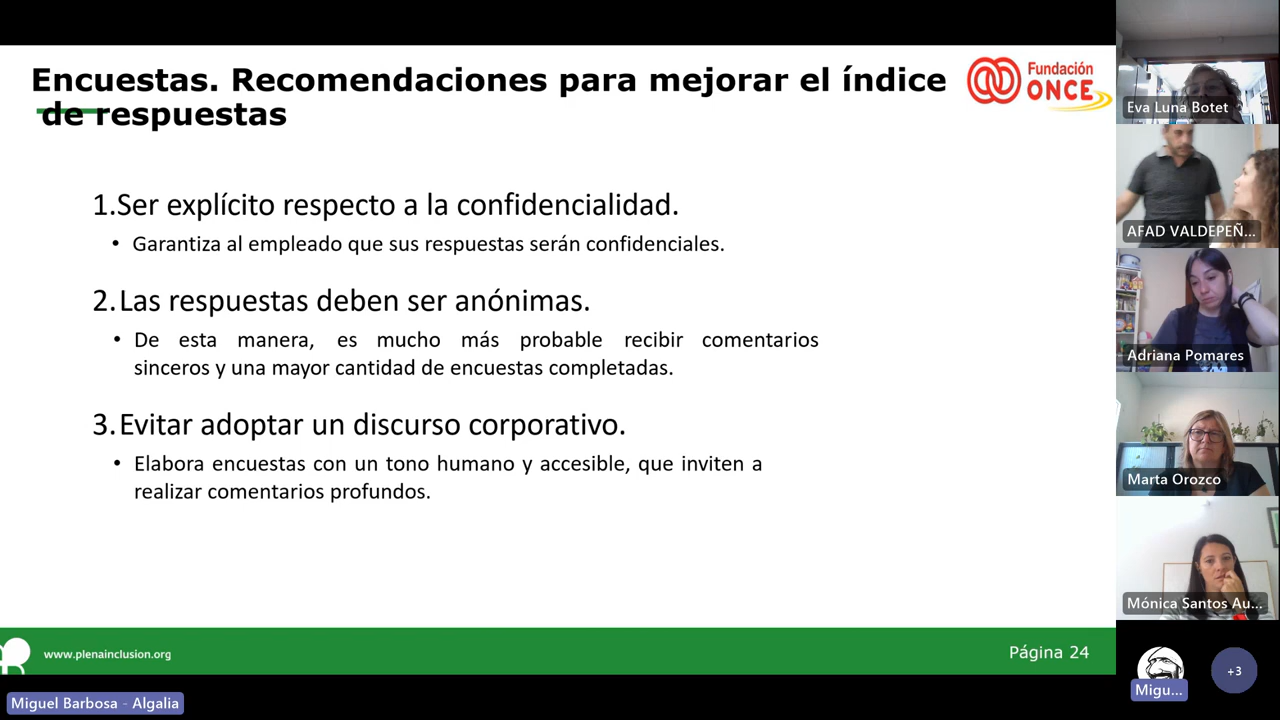 Encuestas. Recomendaciones para mejorar el índice
de respuestas
Fundación
ONCE
1.Ser explícito respecto a la confidencialidad.
• Garantiza al empleado que sus respuestas serán confidenciales.
2.Las respuestas deben ser anónimas.
• De esta manera, es mucho más probable recibir comentarios
sinceros y una mayor cantidad de encuestas completadas.
3.Evitar adoptar un discurso corporativo.
• Elabora encuestas con un tono humano y accesible, que inviten a
realizar comentarios profundos.
www.plenainclusion.org
Página 24
Miguel Barbosa - Algalia
Eva Luna Botet
AFAD VALDEPEÑ...
Adriana Pomares
Marta Orozco
Mónica Santos Au...
Migu...
+3